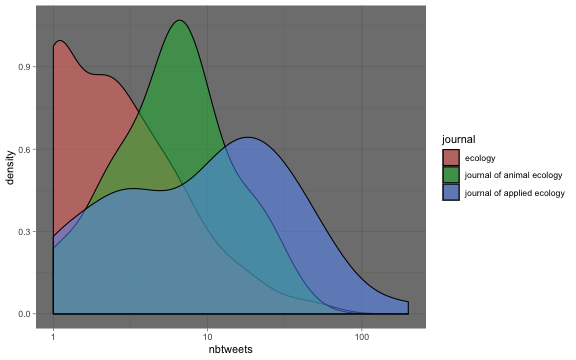 0.9
0.6
0.3
0.0
density
1
10
100
nbtweets
journal
ecology
journal of animal ecology
journal of applied ecology